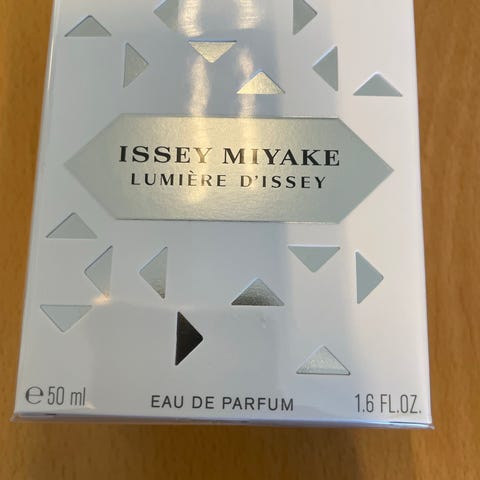 ISSEY MIYAKE
LUMIÈRE D'ISSEY
℮ 50 ml EAU DE PARFUM 1.6 FL.OZ.